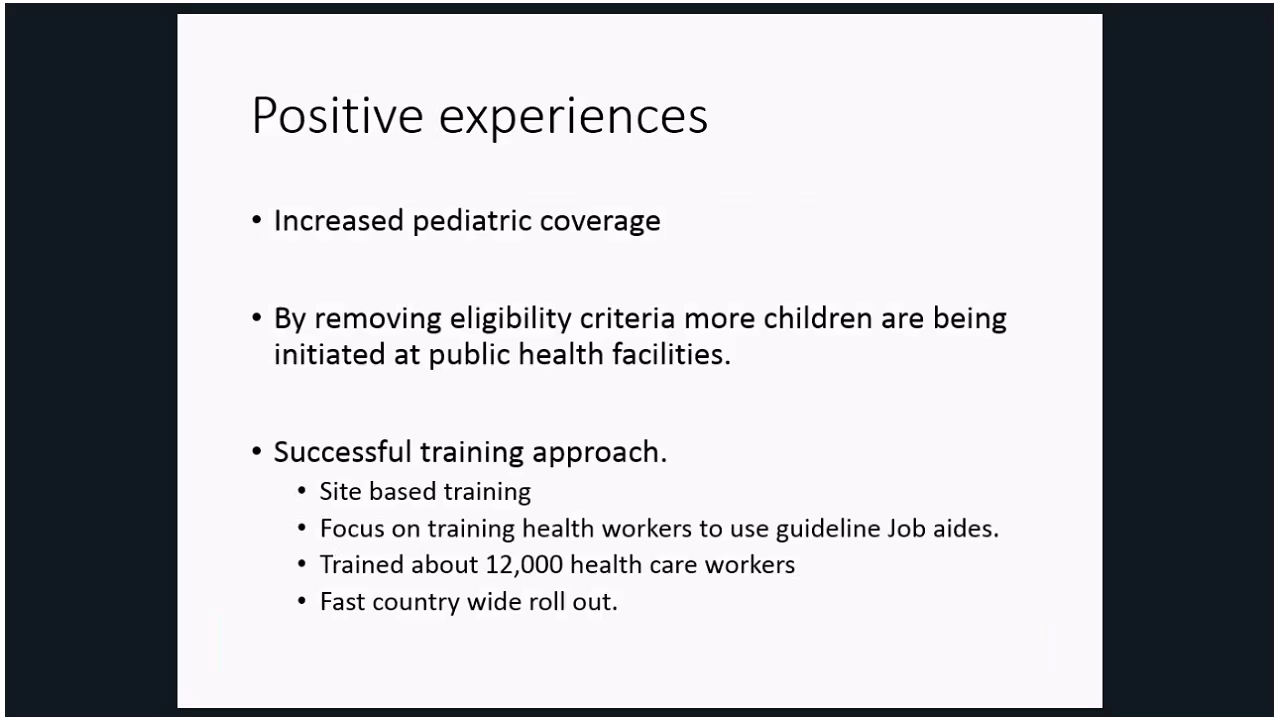 Positive experiences
• Increased pediatric coverage
• By removing eligibility criteria more children are being
initiated at public health facilities.
• Successful training approach.
• Site based training
• Focus on training health workers to use guideline Job aides.
• Trained about 12,000 health care workers
• Fast country wide roll out.